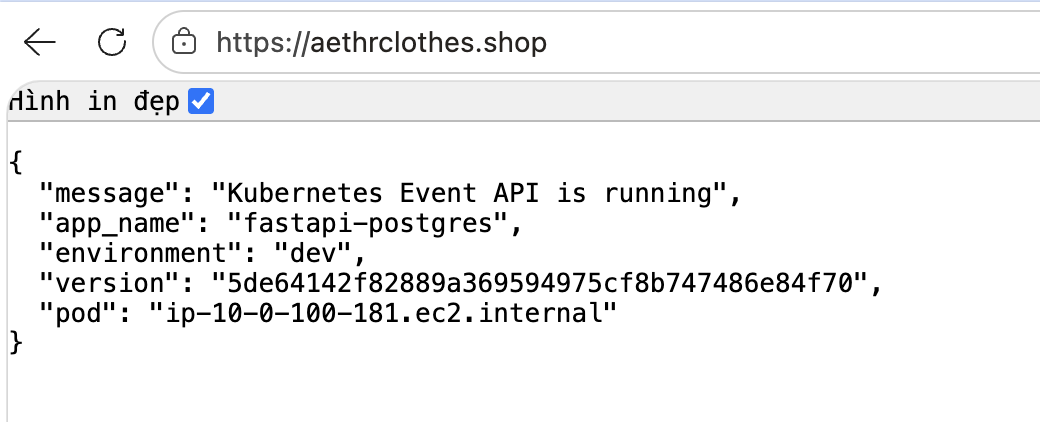 https://aethrclothes.shop
Hình in đẹp
{
"message": "Kubernetes Event API is running",
"app_name": "fastapi-postgres",
"environment": "dev",
"version": "5de64142f82889a369594975cf8b747486e84f70",
"pod": "ip-10-0-100-181.ec2.internal"
}